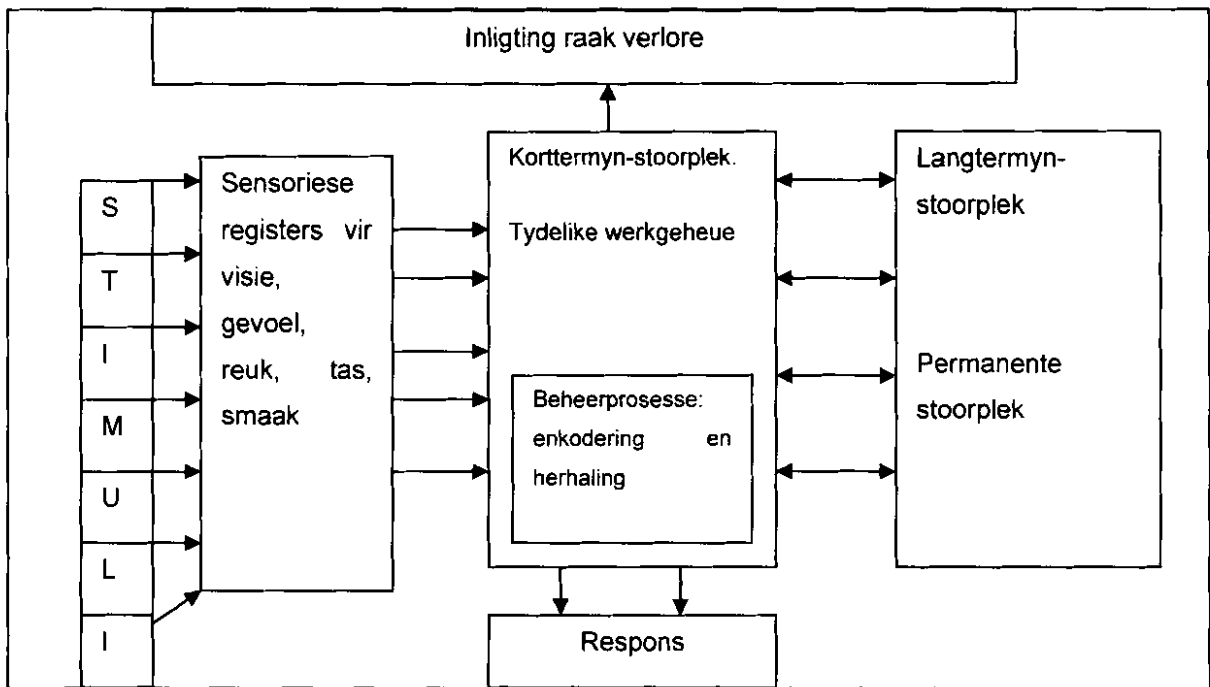 Inligting raak verlore
S
T
I
M
U
L
I
Sensoriese
registers vir
visie,
gevoel,
reuk, tas,
smaak
Korttermyn-stoorplek.
Tydelike werkgeheue
Beheerprosesse:
enkodering en
herhaling
Langtermyn-
stoorplek
Permanente
stoorplek
Respons